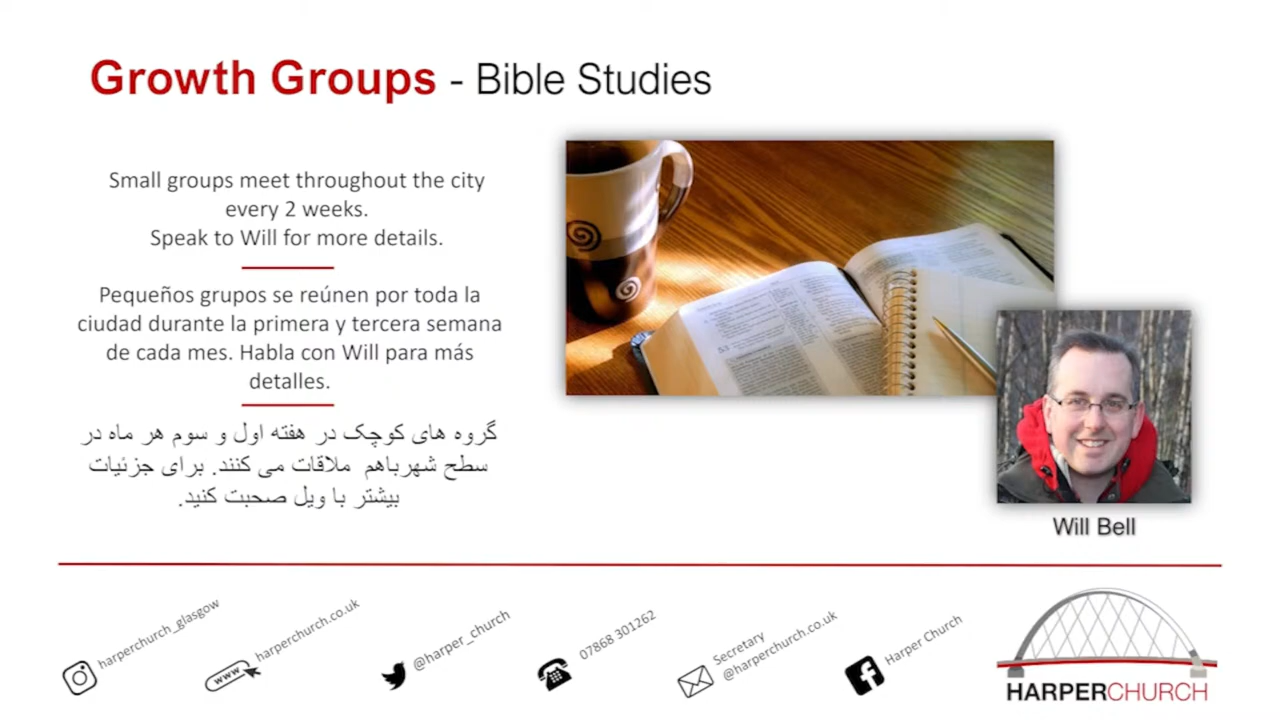 Growth Groups - Bible Studies
Small groups meet throughout the city
every 2 weeks.
Speak to Will for more details.
Pequeños grupos se reúnen por toda la
ciudad durante la primera y tercera semana
de cada mes. Habla con Will para más
detalles.
گروه های کوچک در هفته اول و سوم هر ماه در
سطح شهرباهم ملاقات می کنند. برای جزئیات
بیشتر با ویل صحبت کنید.
Will Bell
harperchurch_glasgow
www
harperchurch.co.uk
@harper_church
07868 301262
Secretary
@harperchurch.co.uk
Harper Church
HARPERCHURCH